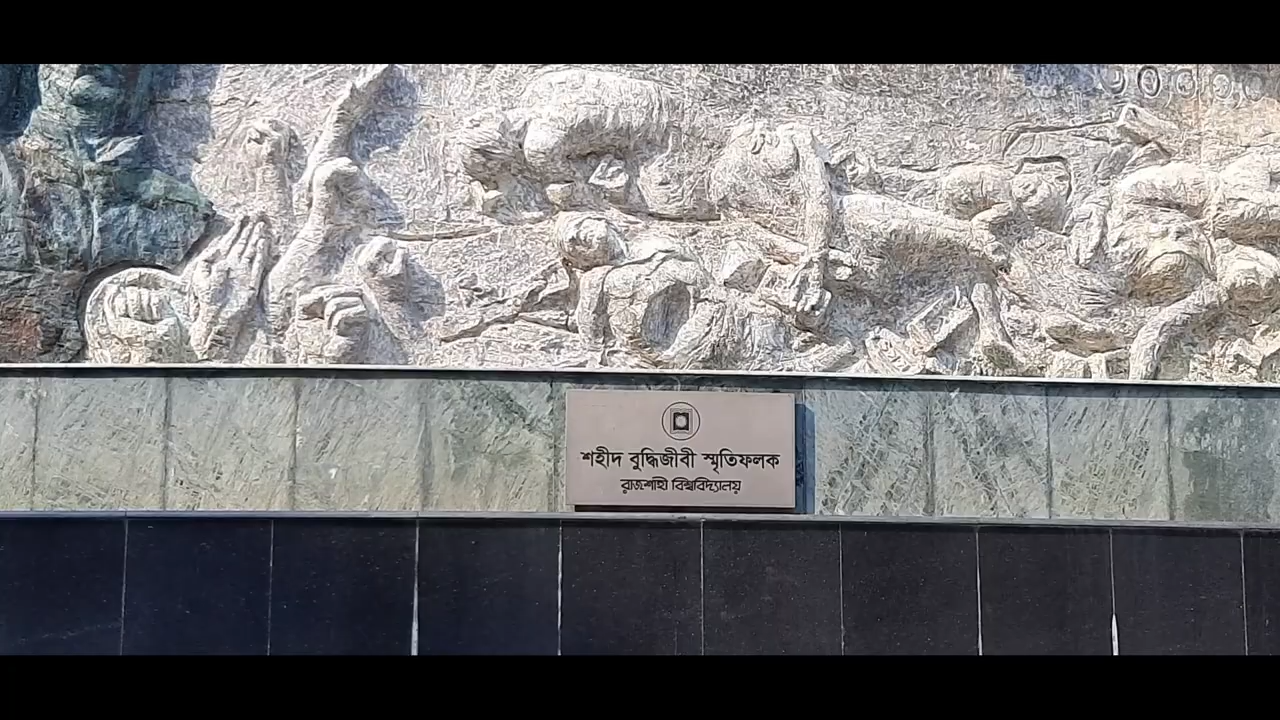 শহীদ বুদ্ধিজীবী স্মৃতিফলক
রাজশাহী বিশ্ববিদ্যালয়